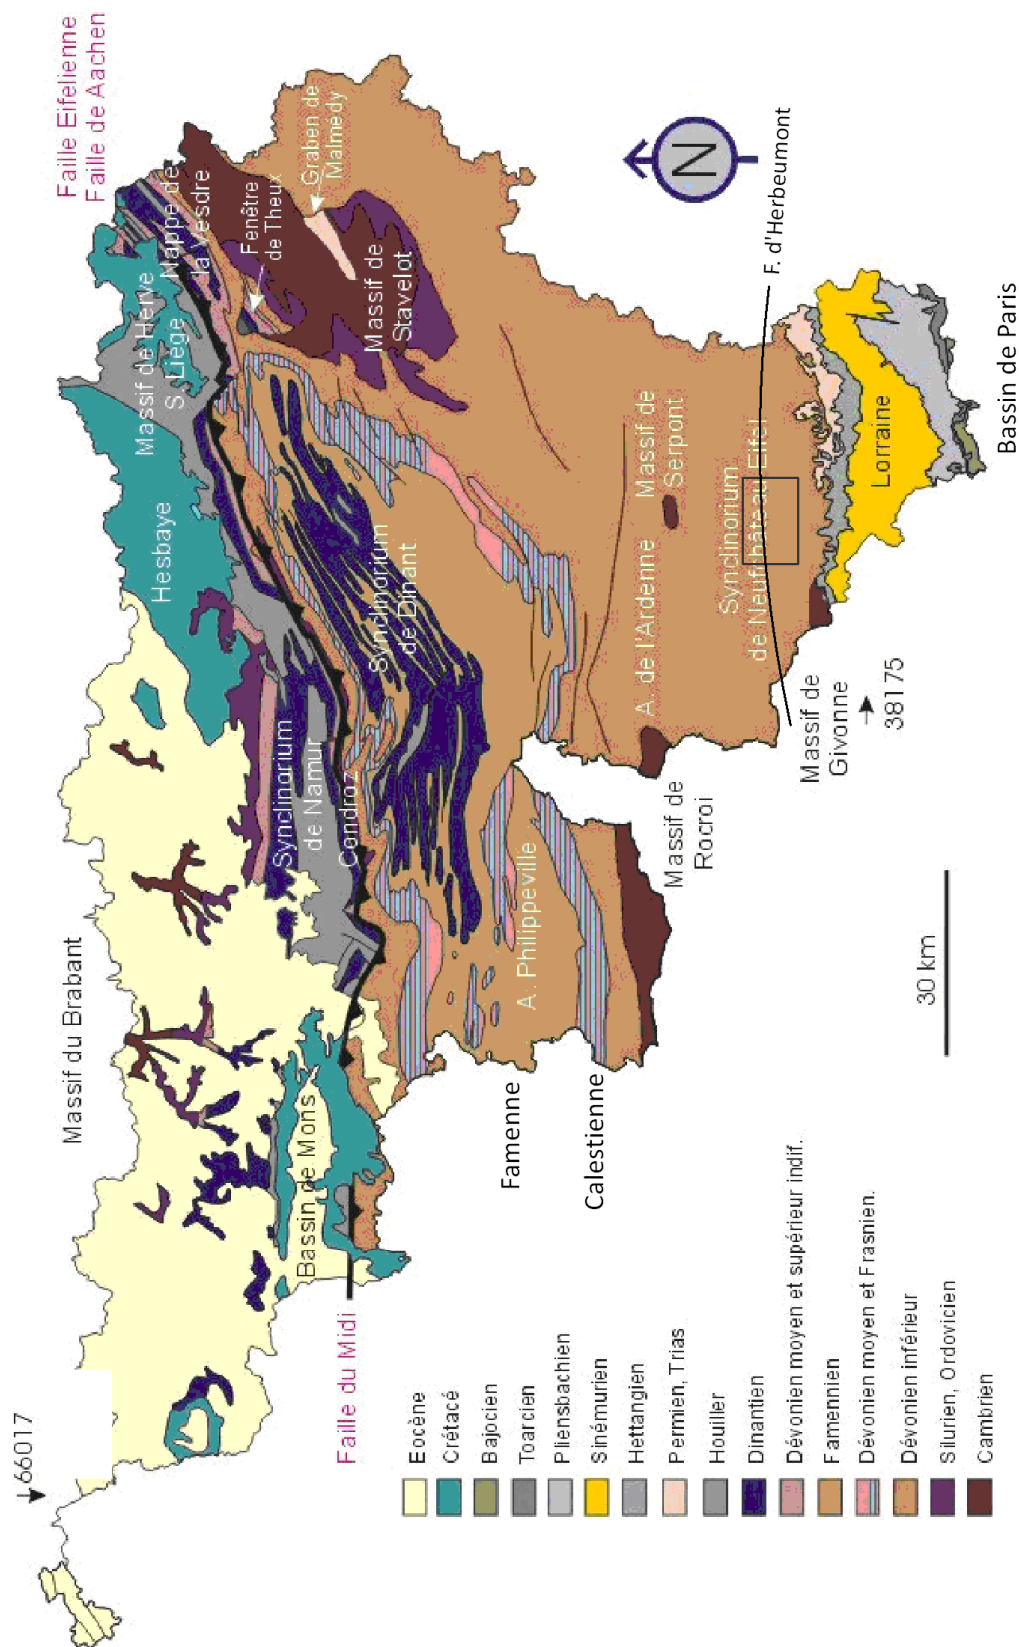 Faille Eifelienne
Faille de Aachen
66017
Massif du Brabant
Hesbaye
Massif de Herve
S. Liège
Nappe de
la Vesdre
Fenêtre
de Theux
Graben de
Malmedy
Massif de
Stavelot
Synclinorium
de Namur
Condroz
Synclinorium
de Dinant
Bassin de Mons
Faille du Midi
Famenne
Calestienne
A. Philippeville
A. de l'Ardenne
Massif de
Serpont
Massif de
Rocroi
Synclinorium
de Neufchâteau Eifel
F. d'Herbeumont
N
Massif de
Givonne
38175
Lorraine
Bassin de Paris
30 km
Eocène
Crétacé
Bajocien
Toarcien
Pliensbachien
Sinémurien
Hettangien
Permien, Trias
Houiller
Dinantien
Dévonien moyen et supérieur indif.
Famennien
Dévonien moyen et Frasnien.
Dévonien inférieur
Silurien, Ordovicien
Cambrien